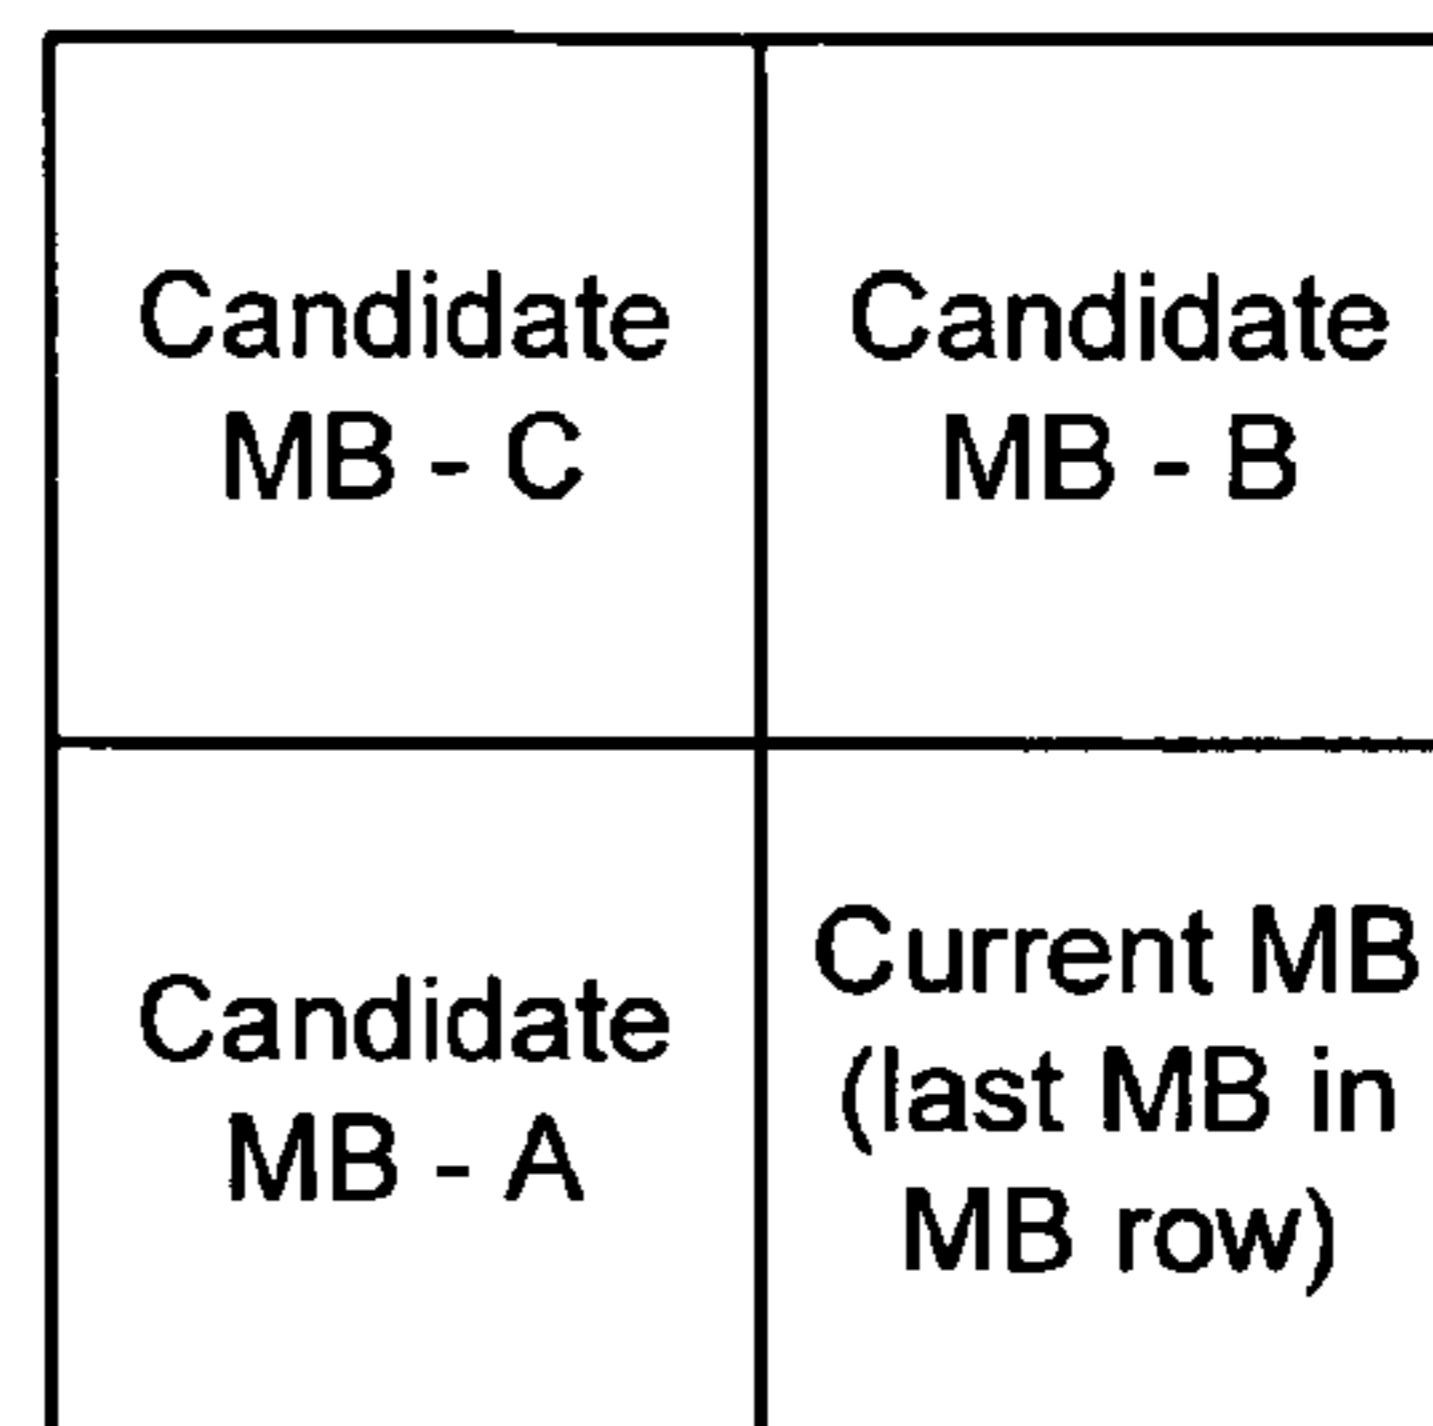 Candidate
MB - C
Candidate
MB - B
Candidate
MB - A
Current MB
(last MB in
MB row)